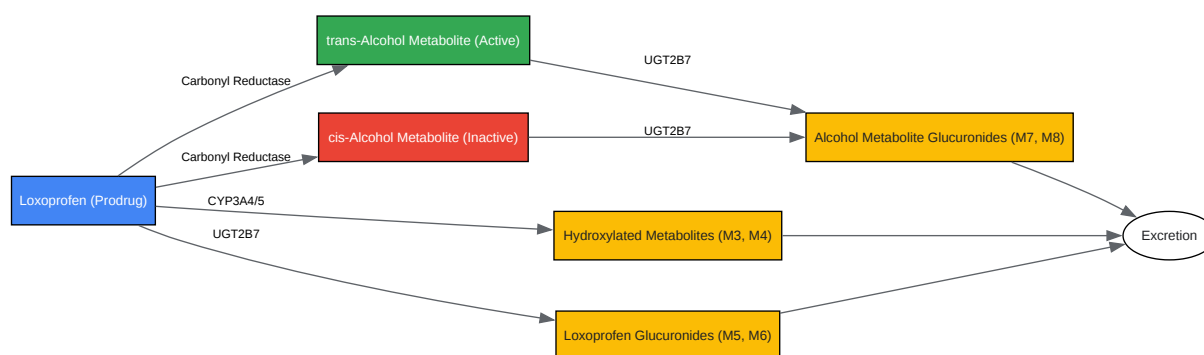 trans-Alcohol Metabolite (Active)
UGT2B7
Carbonyl Reductase
cis-Alcohol Metabolite (Inactive)
UGT2B7
Alcohol Metabolite Glucuronides (M7, M8)
Carbonyl Reductase
Loxoprofen (Prodrug)
CYP3A4/5
UGT2B7
Hydroxylated Metabolites (M3, M4)
Excretion
Loxoprofen Glucuronides (M5, M6)